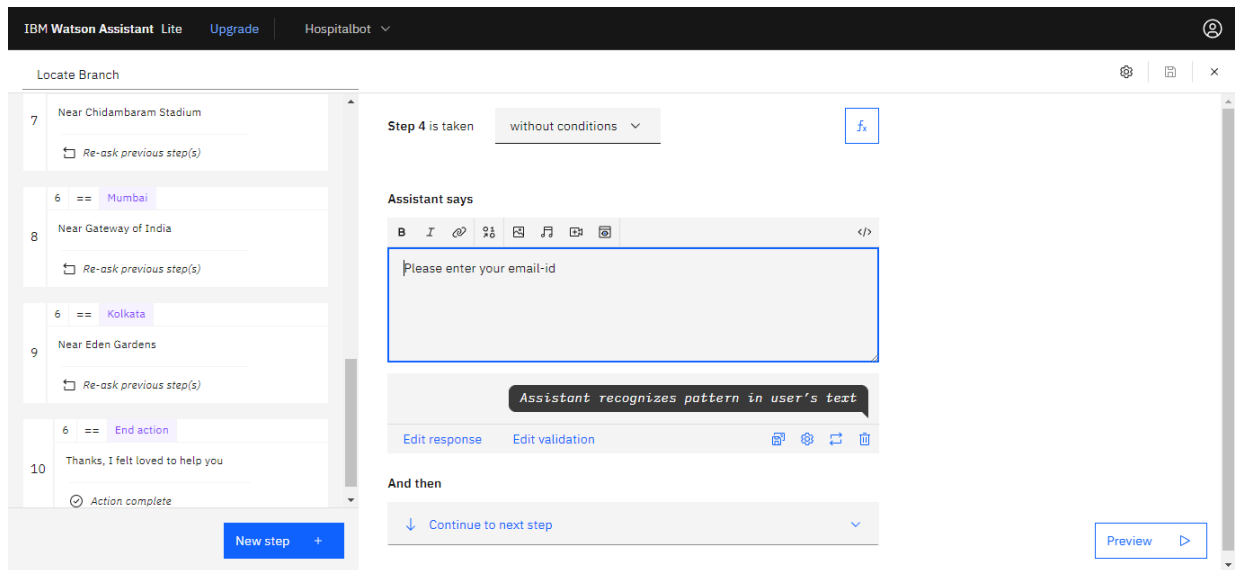 IBM Watson Assistant Lite Upgrade Hospitalbot
Locate Branch
7
Near Chidambaram Stadium
Re-ask previous step(s)
6 == Mumbai
8
Near Gateway of India
Re-ask previous step(s)
6 == Kolkata
9
Near Eden Gardens
Re-ask previous step(s)
6 == End action
10
Thanks, I felt loved to help you
Action complete
New step +
Step 4 is taken without conditions
fx
Assistant says
B I </>
Please enter your email-id
Assistant recognizes pattern in user's text
Edit response Edit validation
And then
Continue to next step
Preview